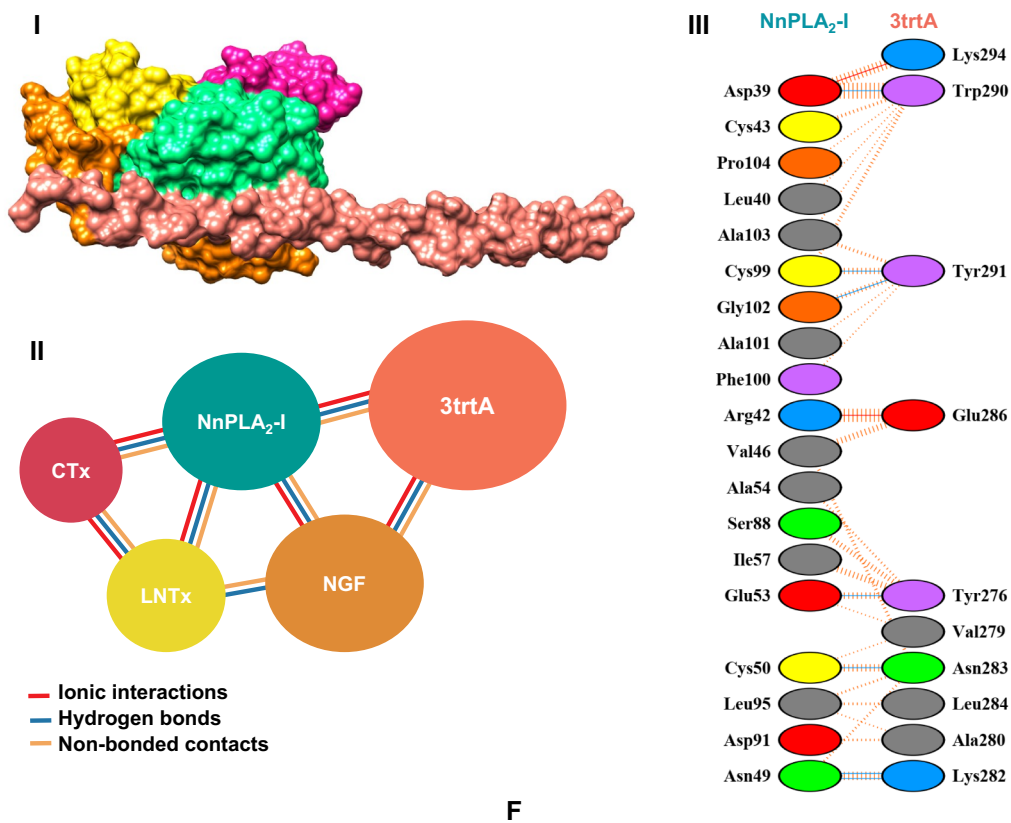 I
II
NnPLA₂-I
3trtA
CTx
LNTx
NGF
Ionic interactions
Hydrogen bonds
Non-bonded contacts
III
NnPLA₂-I 3trtA
Lys294
Asp39 Trp290
Cys43
Pro104
Leu40
Ala103
Cys99 Tyr291
Gly102
Ala101
Phe100
Arg42 Glu286
Val46
Ala54
Ser88
Ile57
Glu53 Tyr276
Val279
Cys50 Asn283
Leu95 Leu284
Asp91 Ala280
Asn49 Lys282
F